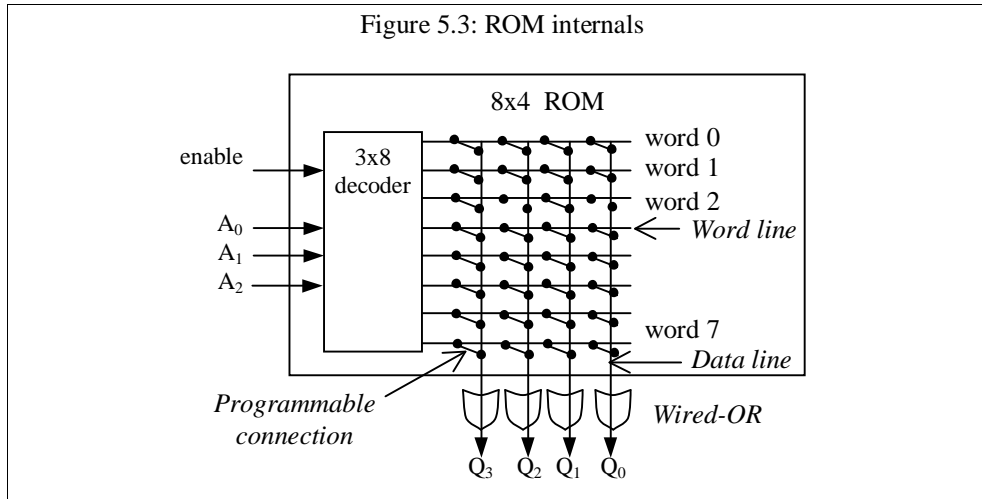 Figure 5.3: ROM internals
8x4 ROM
enable
3x8
decoder
word 0
word 1
word 2
A₀
Word line
A₁
A₂
word 7
Data line
Programmable
connection
Wired-OR
Q₃ Q₂ Q₁ Q₀